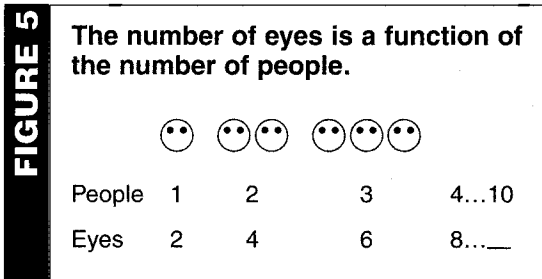 FIGURE 5
The number of eyes is a function of
the number of people.
People 1 2 3 4...10
Eyes 2 4 6 8...__